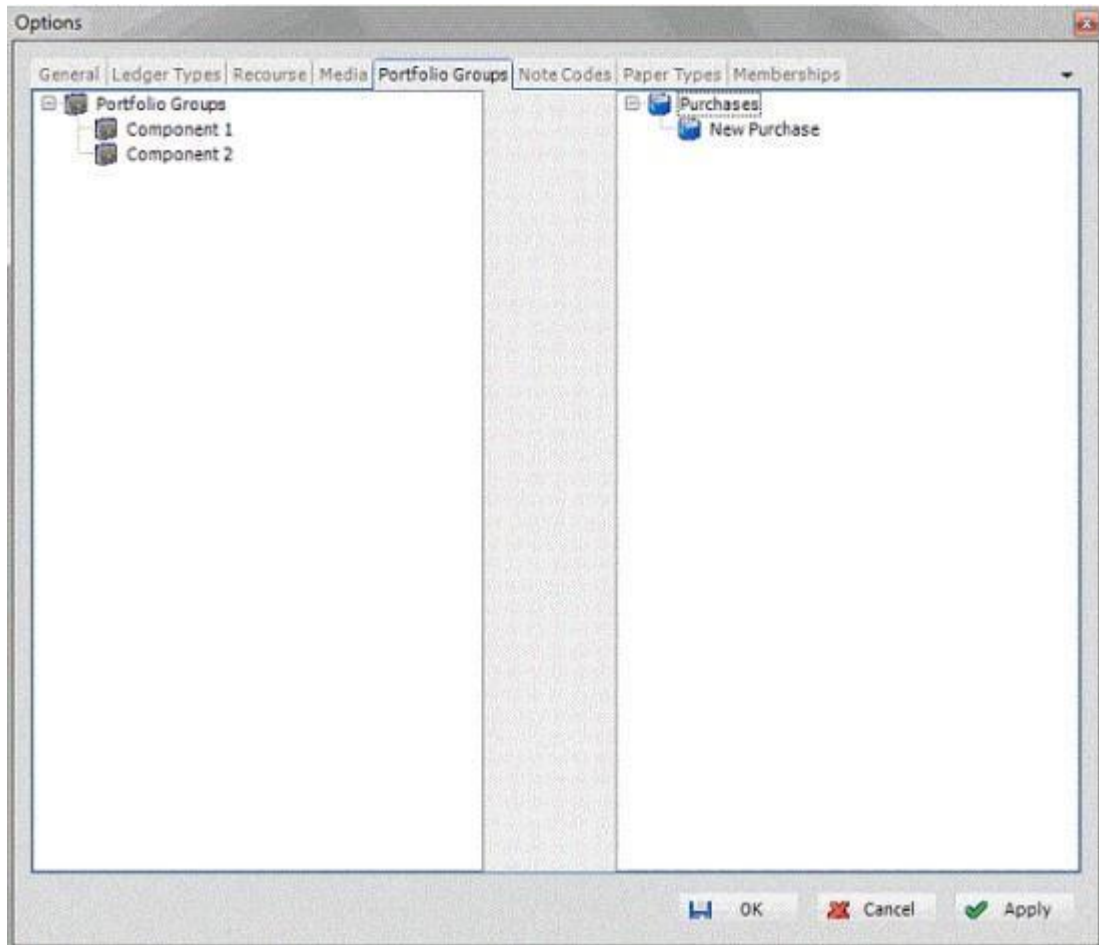 Options
General Ledger Types Recourse Media Portfolio Groups Note Codes Paper Types Memberships
Portfolio Groups
Component 1
Component 2
Purchases
New Purchase
OK Cancel Apply